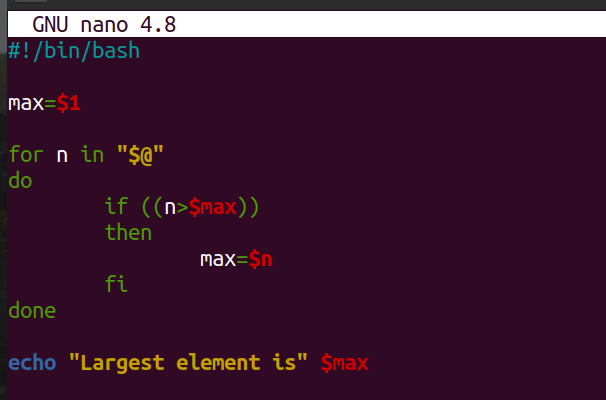 GNU nano 4.8
#!/bin/bash
max=$1
for n in "$@"
do
if ((n>$max))
then
max=$n
fi
done
echo "Largest element is" $max